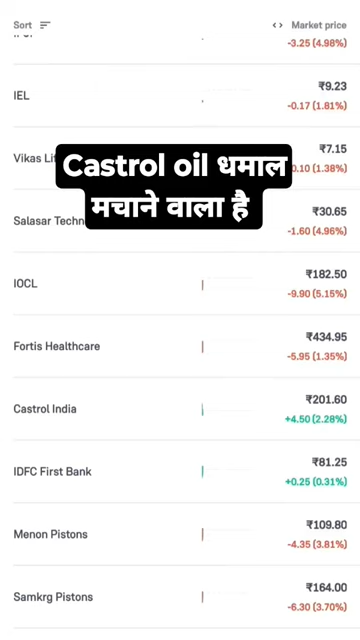 Sort
<> Market price
-3.25 (4.98%)
IEL
₹9.23
-0.17 (1.81%)
Vikas
₹7.15
0.10 (1.38%)
Castrol oil धमाल
मचाने वाला है
Salasar Techn
₹30.65
-1.60 (4.96%)
IOCL
₹182.50
-9.90 (5.15%)
Fortis Healthcare
₹434.95
-5.95 (1.35%)
Castrol India
₹201.60
+4.50 (2.28%)
IDFC First Bank
₹81.25
+0.25 (0.31%)
Menon Pistons
₹109.80
-4.35 (3.81%)
Samkrg Pistons
₹164.00
-6.30 (3.70%)